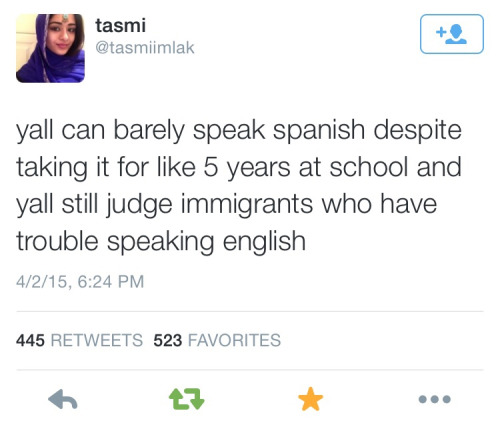 tasmi
@tasmiimlak
yall can barely speak spanish despite
taking it for like 5 years at school and
yall still judge immigrants who have
trouble speaking english
4/2/15, 6:24 PM
445 RETWEETS 523 FAVORITES